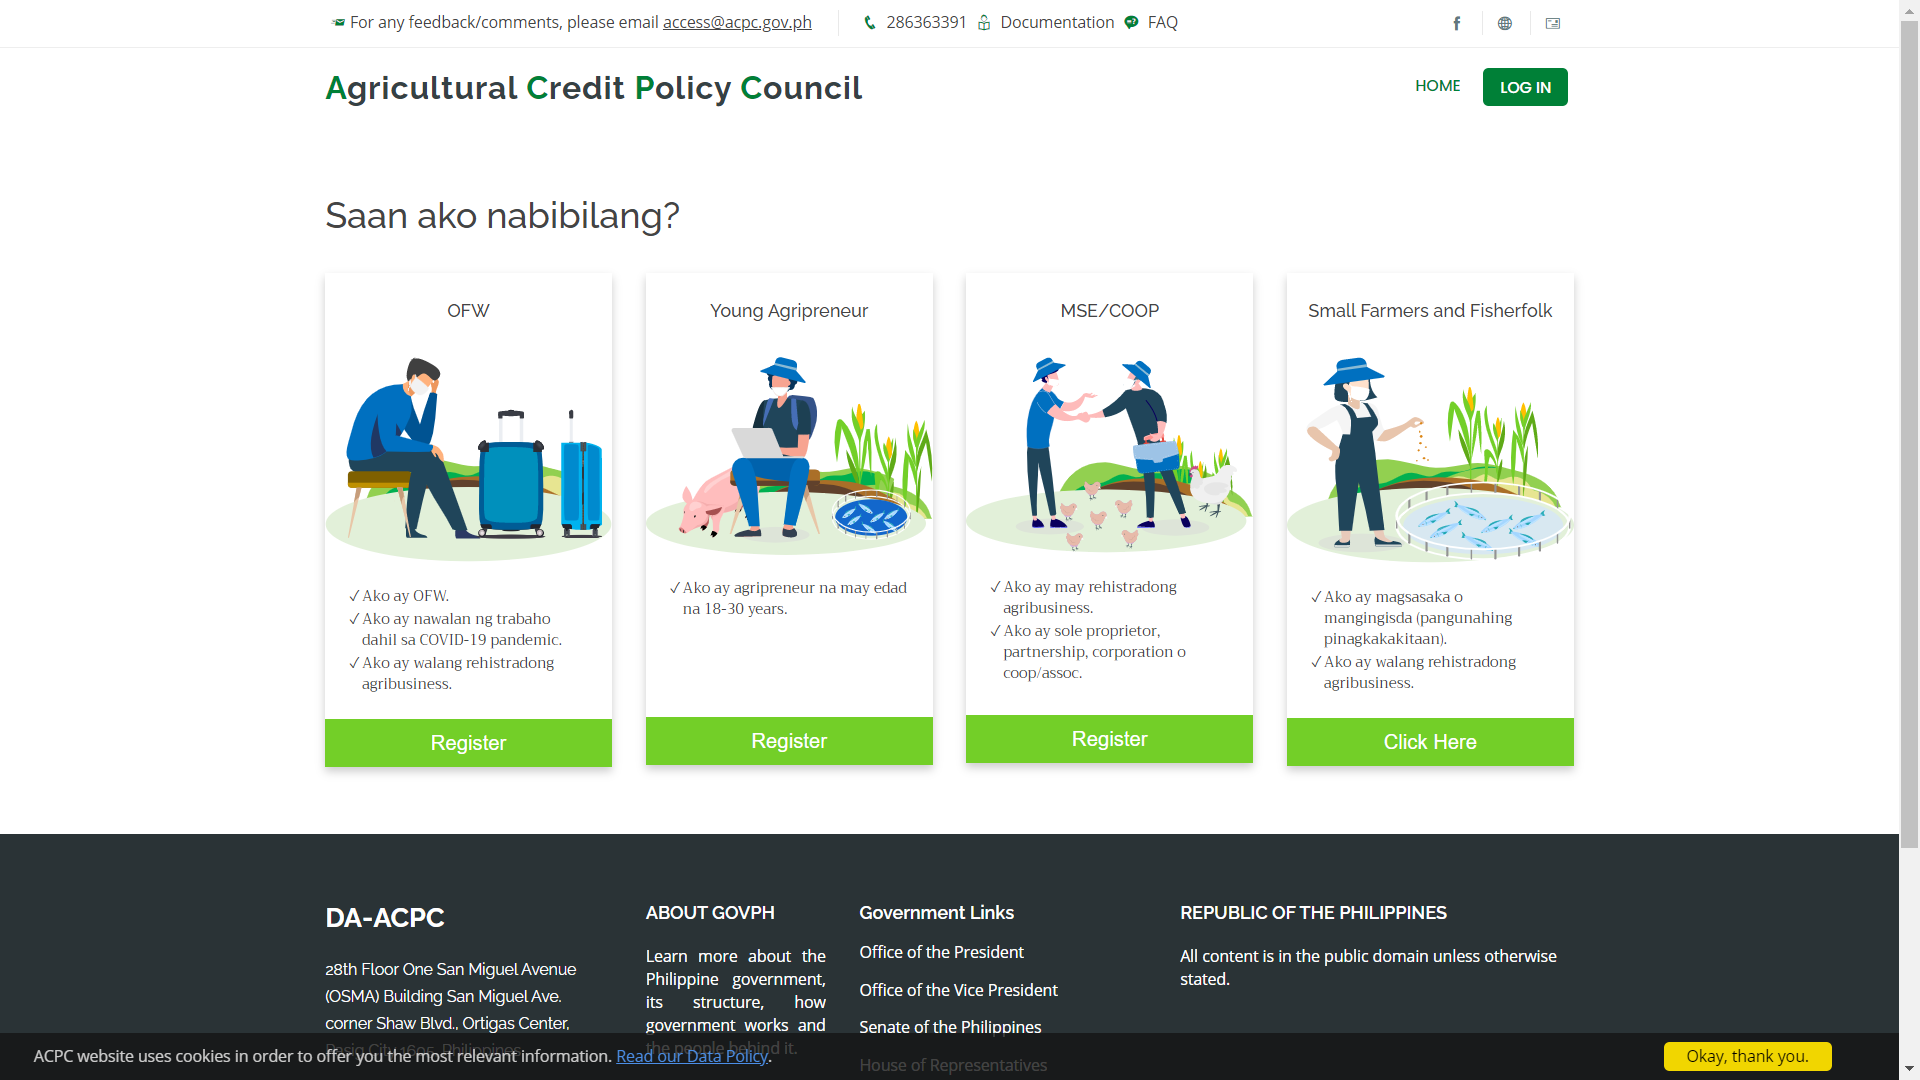 For any feedback/comments, please email access@acpc.gov.ph
286363391
Documentation
FAQ
Agricultural Credit Policy Council
HOME
LOG IN
Saan ako nabibilang?
OFW
✓ Ako ay OFW.
✓ Ako ay nawalan ng trabaho
dahil sa COVID-19 pandemic.
✓ Ako ay walang rehistradong
agribusiness.
Register
Young Agripreneur
✓ Ako ay agripreneur na may edad
na 18-30 years.
Register
MSE/COOP
✓ Ako ay may rehistradong
agribusiness.
✓ Ako ay sole proprietor,
partnership, corporation o
coop/assoc.
Register
Small Farmers and Fisherfolk
✓ Ako ay magsasaka o
mangingisda (pangunahing
pinagkakakitaan).
✓ Ako ay walang rehistradong
agribusiness.
Click Here
DA-ACPC
28th Floor One San Miguel Avenue
(OSMA) Building San Miguel Ave.
corner Shaw Blvd., Ortigas Center,
Pasig City 1605, Philippines
ABOUT GOVPH
Learn more about the
Philippine government,
its structure, how
government works and
the people behind it.
Government Links
Office of the President
Office of the Vice President
Senate of the Philippines
House of Representatives
REPUBLIC OF THE PHILIPPINES
All content is in the public domain unless otherwise
stated.
ACPC website uses cookies in order to offer you the most relevant information. Read our Data Policy.
Okay, thank you.